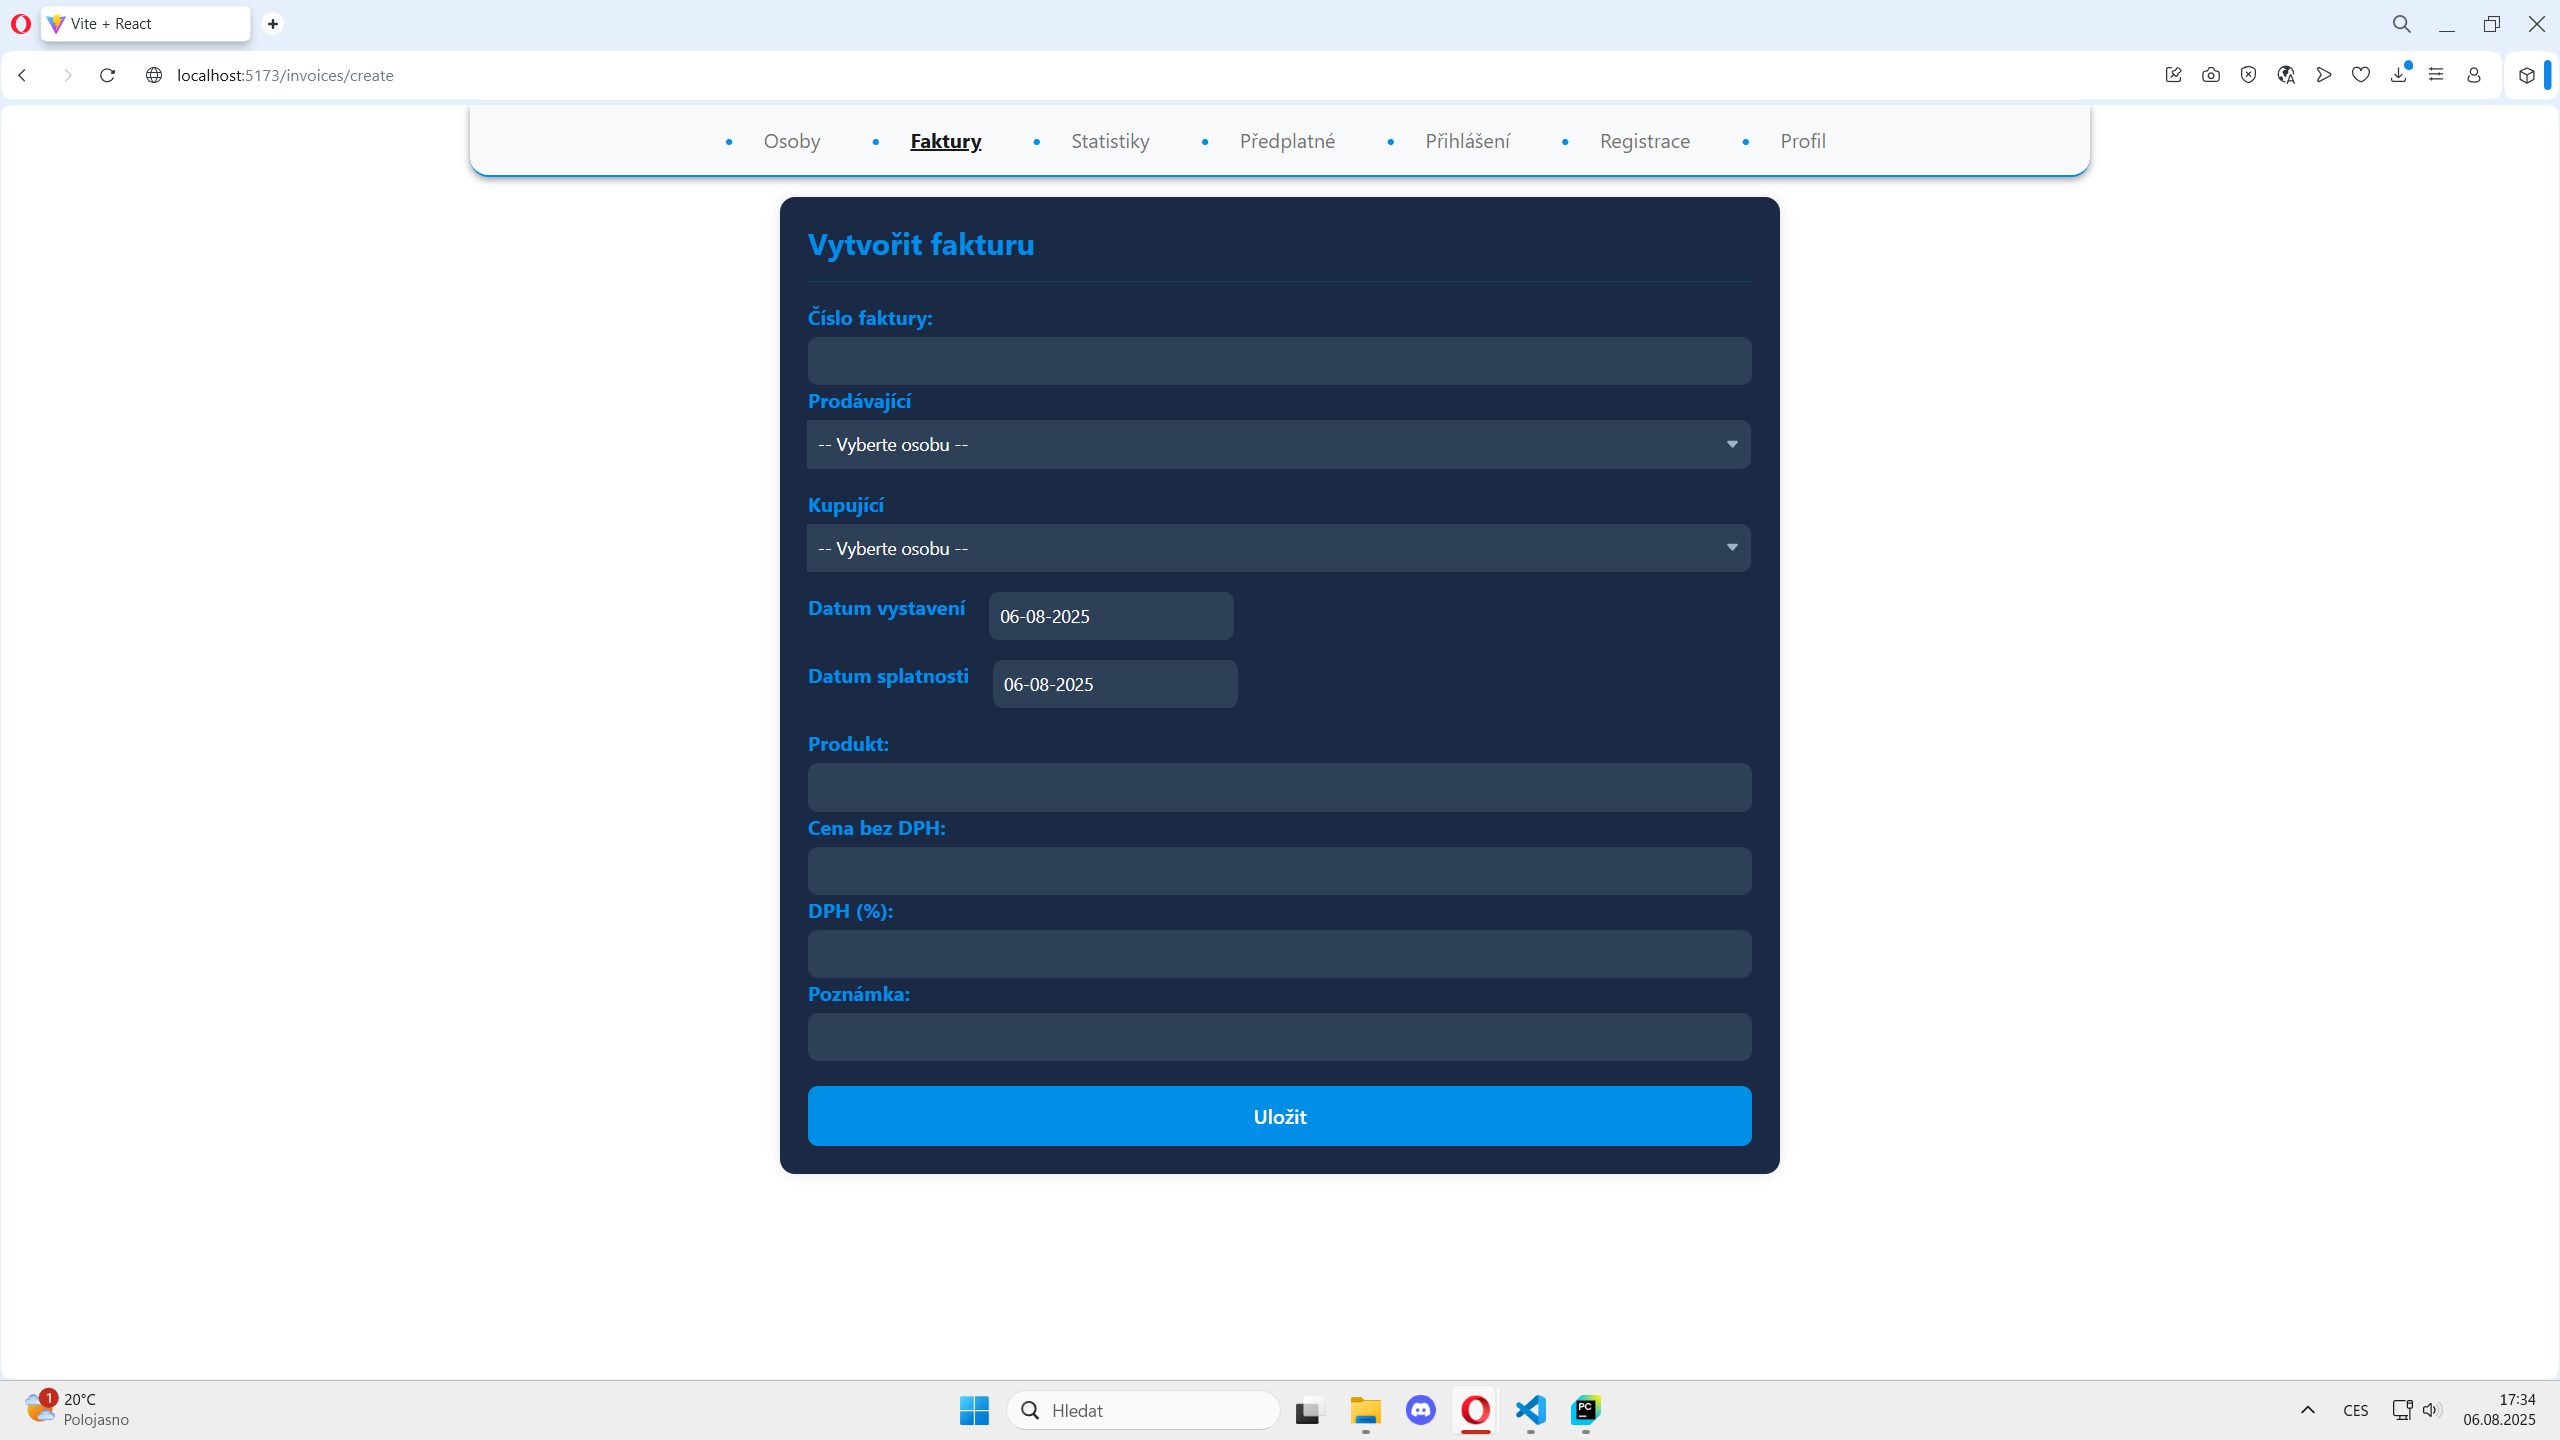 Vite + React
localhost:5173/invoices/create
• Osoby • Faktury • Statistiky • Předplatné • Přihlášení • Registrace • Profil
Vytvořit fakturu
Číslo faktury:
Prodávající
-- Vyberte osobu --
Kupující
-- Vyberte osobu --
Datum vystavení 06-08-2025
Datum splatnosti 06-08-2025
Produkt:
Cena bez DPH:
DPH (%):
Poznámka:
Uložit
1
20°C
Polojasno
Hledat
PC
CES
17:34
06.08.2025